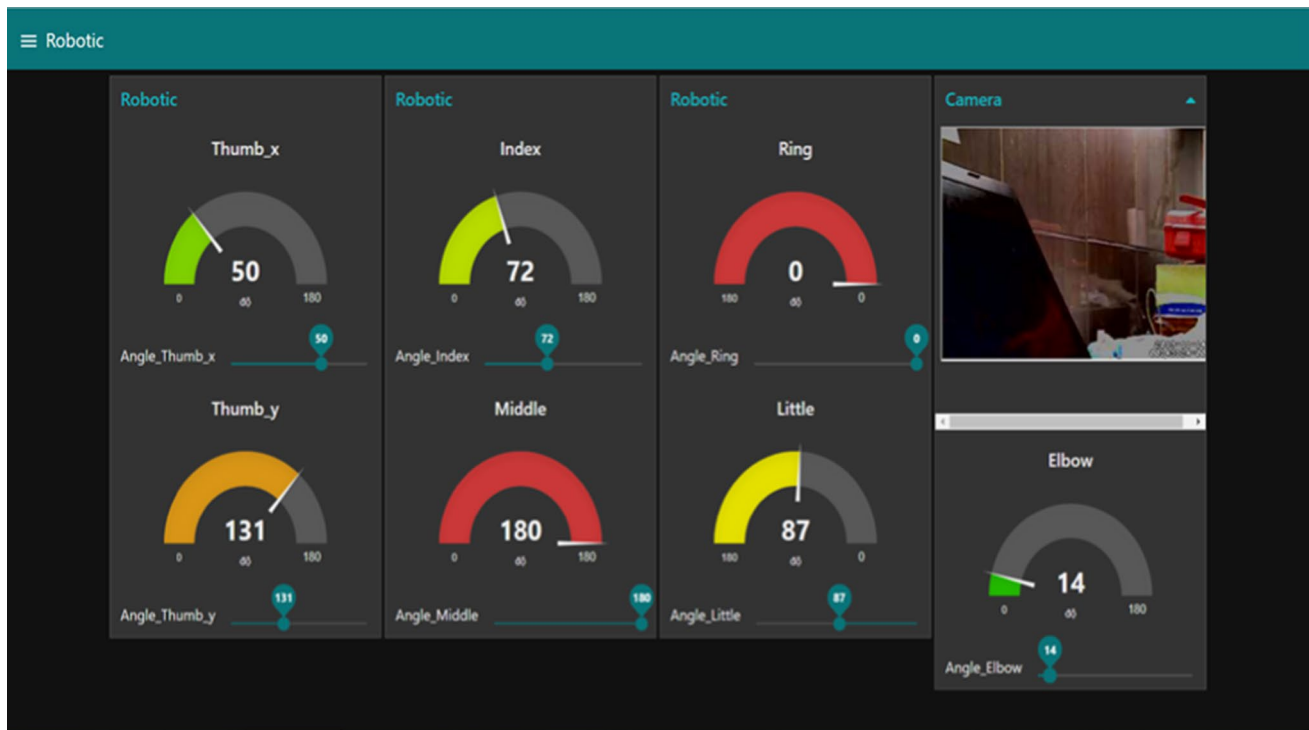 Robotic
Robotic
Thumb_x
50
0
độ
180
50
Angle_Thumb_x
Thumb_y
131
0
độ
180
131
Angle_Thumb_y
Robotic
Index
72
0
độ
180
72
Angle_Index
Middle
180
0
độ
180
180
Angle_Middle
Robotic
Ring
0
180
độ
0
0
Angle_Ring
Little
87
180
độ
0
87
Angle_Little
Camera
Elbow
14
0
độ
180
14
Angle_Elbow